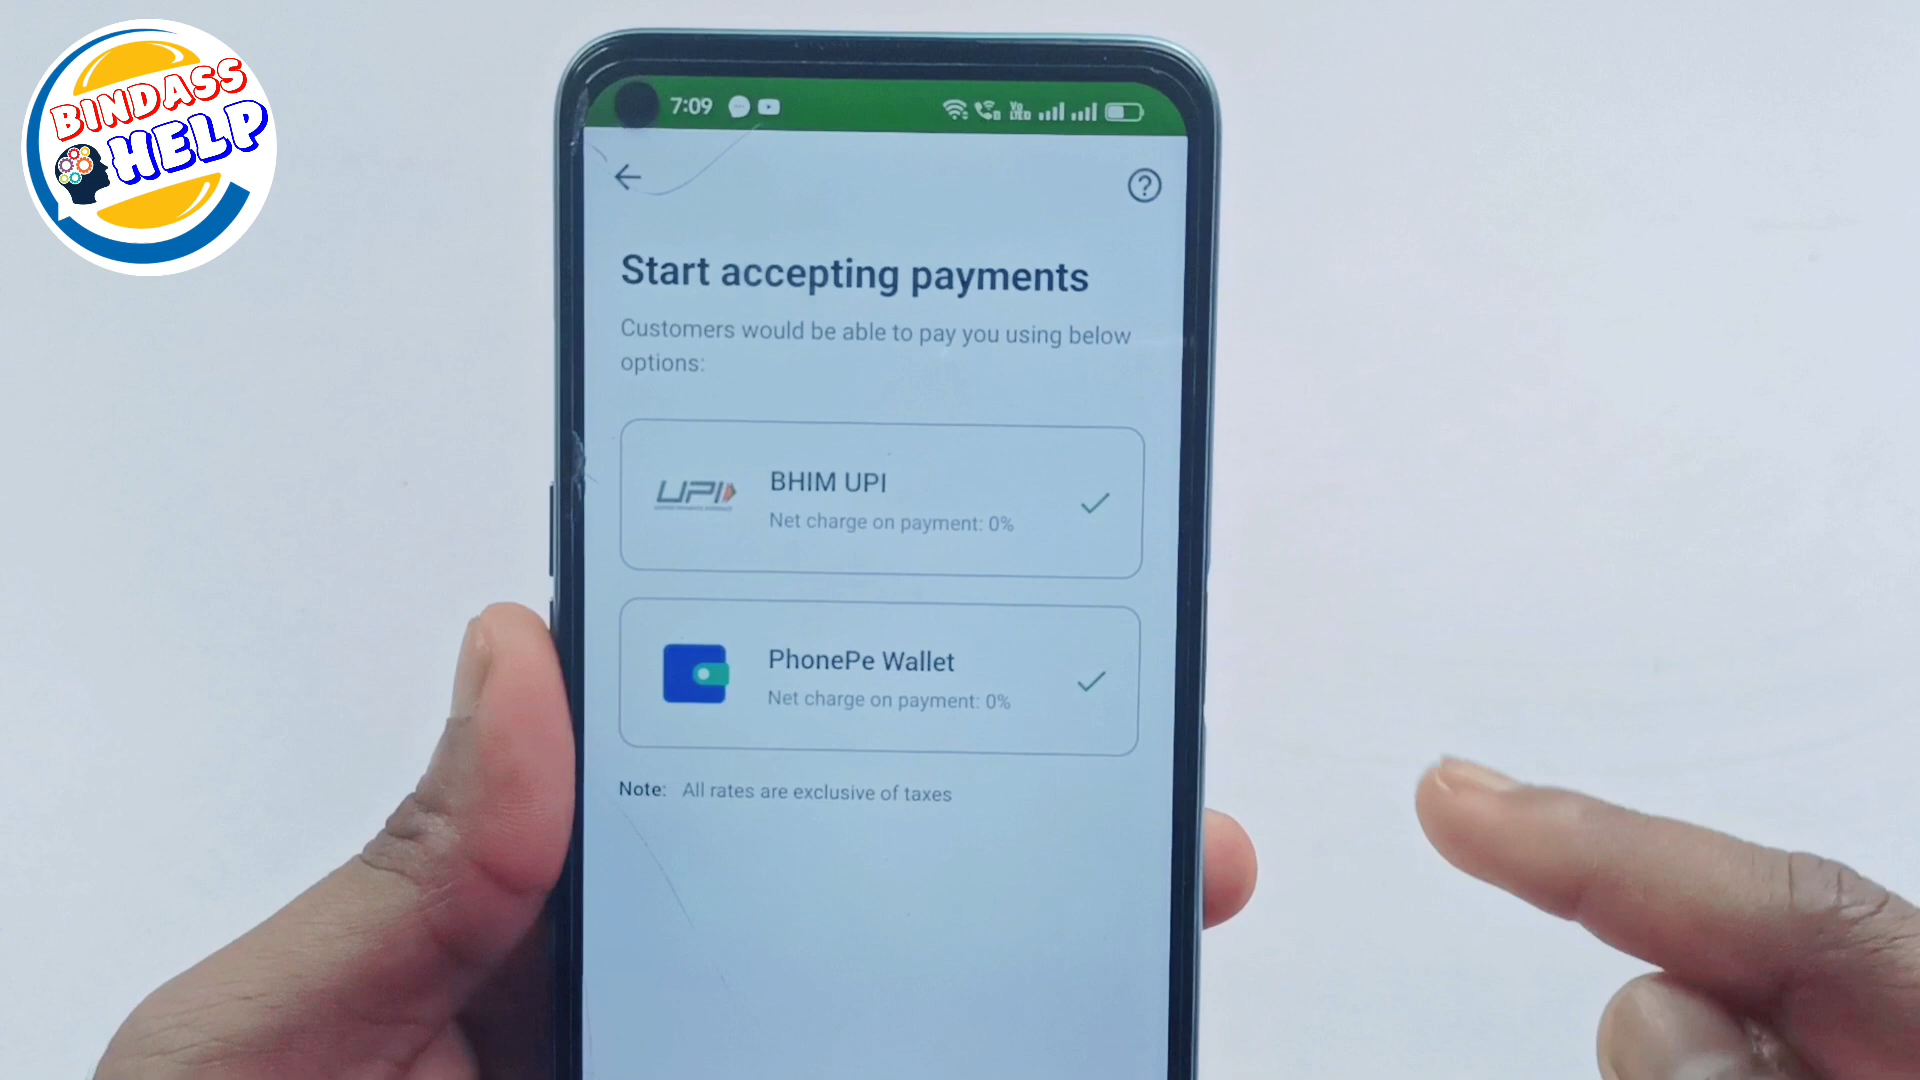 BINDASS
HELP
7:09
Vo
LTED
Start accepting payments
Customers would be able to pay you using below
options:
UPI
BHIM UPI
Net charge on payment: 0%
PhonePe Wallet
Net charge on payment: 0%
Note: All rates are exclusive of taxes